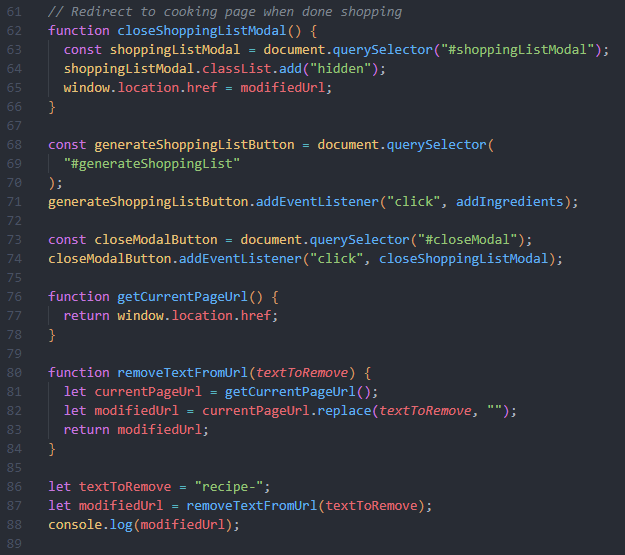 61 // Redirect to cooking page when done shopping
62 function closeShoppingListModal() {
63   const shoppingListModal = document.querySelector("#shoppingListModal");
64   shoppingListModal.classList.add("hidden");
65   window.location.href = modifiedUrl;
66 }
67
68 const generateShoppingListButton = document.querySelector(
69   "#generateShoppingList"
70 );
71 generateShoppingListButton.addEventListener("click", addIngredients);
72
73 const closeModalButton = document.querySelector("#closeModal");
74 closeModalButton.addEventListener("click", closeShoppingListModal);
75
76 function getCurrentPageUrl() {
77   return window.location.href;
78 }
79
80 function removeTextFromUrl(textToRemove) {
81   let currentPageUrl = getCurrentPageUrl();
82   let modifiedUrl = currentPageUrl.replace(textToRemove, "");
83   return modifiedUrl;
84 }
85
86 let textToRemove = "recipe-";
87 let modifiedUrl = removeTextFromUrl(textToRemove);
88 console.log(modifiedUrl);
89